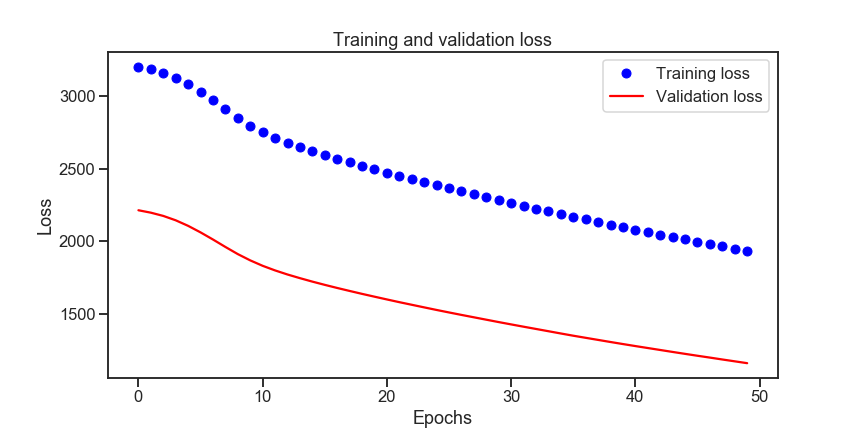 Training and validation loss
Training loss
Validation loss
3000
2500
2000
1500
Loss
0 10 20 30 40 50
Epochs